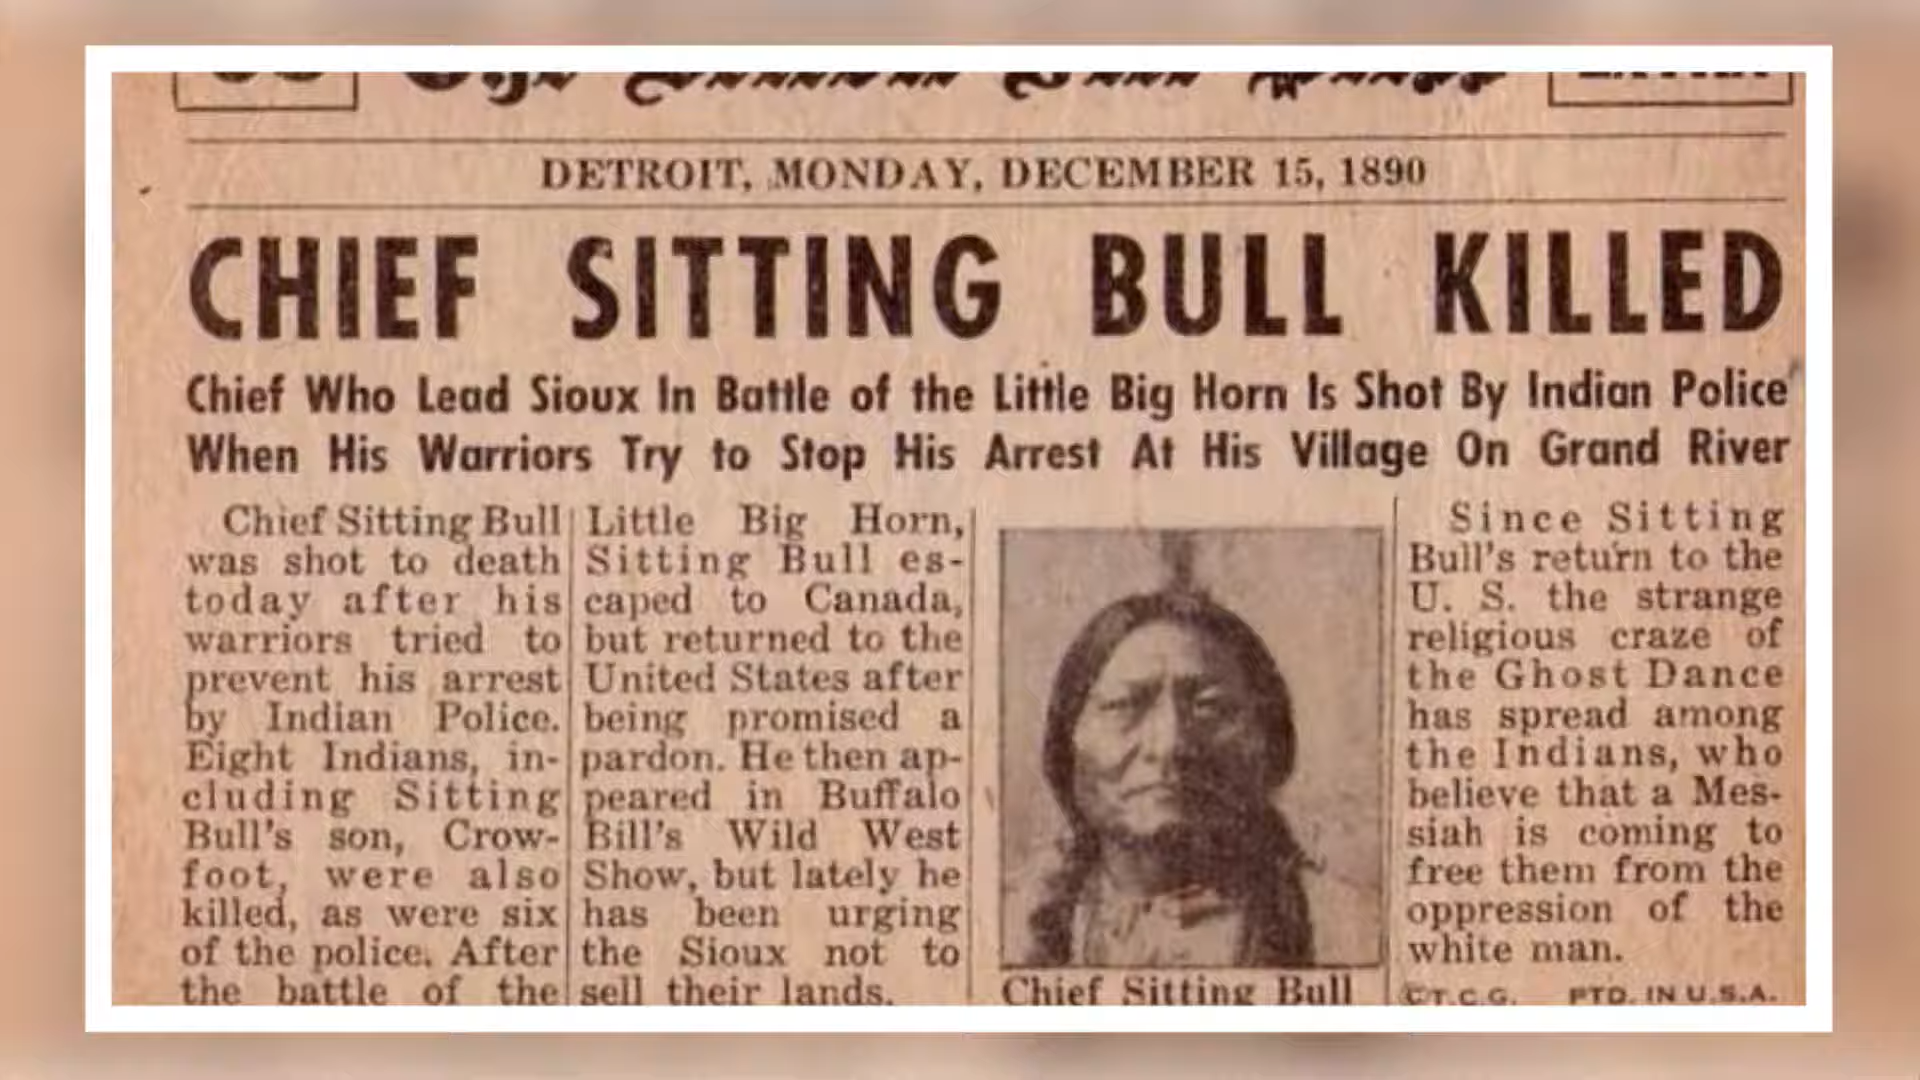 DETROIT, MONDAY, DECEMBER 15, 1890
CHIEF SITTING BULL KILLED
Chief Who Lead Sioux In Battle of the Little Big Horn Is Shot By Indian Police
When His Warriors Try to Stop His Arrest At His Village On Grand River
Chief Sitting Bull
was shot to death
today after his
warriors tried to
prevent his arrest
by Indian Police.
Eight Indians, in-
cluding Sitting
Bull's son, Crow-
foot, were also
killed, as were six
of the police. After
the battle of the
Little Big Horn,
Sitting Bull es-
caped to Canada,
but returned to the
United States after
being promised a
pardon. He then ap-
peared in Buffalo
Bill's Wild West
Show, but lately he
has been urging
the Sioux not to
sell their lands.
Chief Sitting Bull
Since Sitting
Bull's return to the
U. S. the strange
religious craze of
the Ghost Dance
has spread among
the Indians, who
believe that a Mes-
siah is coming to
free them from the
oppression of the
white man.
©T.C.G. PTD. IN U.S.A.